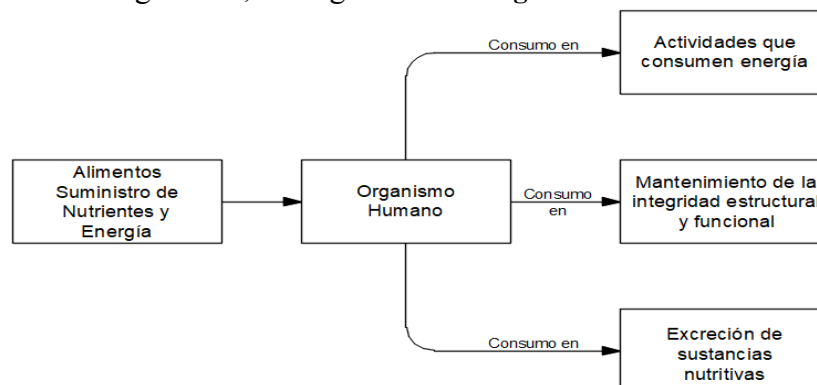 Consumo en
Actividades que
consumen energía
Alimentos
Suministro de
Nutrientes y
Energía
Organismo
Humano
Consumo
en
Mantenimiento de la
integridad estructural
y funcional
Consumo en
Excreción de
sustancias
nutritivas